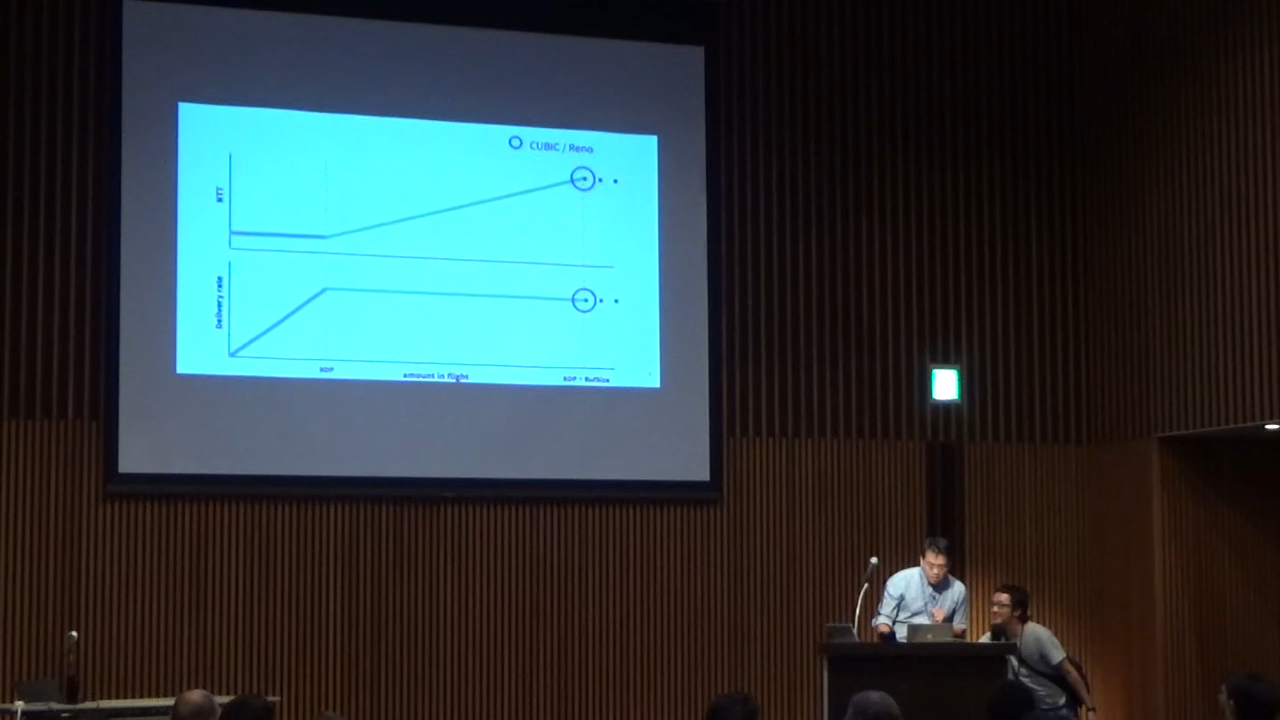 CUBIC / Reno
RTT
Delivery rate
BDP
amount in flight
BDP + BufSize